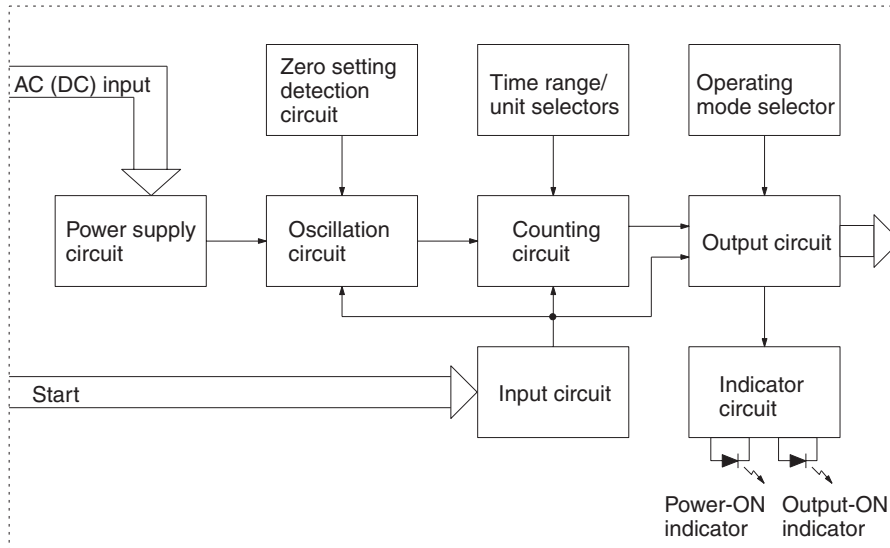 AC (DC) input
Zero setting
detection
circuit
Time range/
unit selectors
Operating
mode selector
Power supply
circuit
Oscillation
circuit
Counting
circuit
Output circuit
Start
Input circuit
Indicator
circuit
Power-ON
indicator
Output-ON
indicator